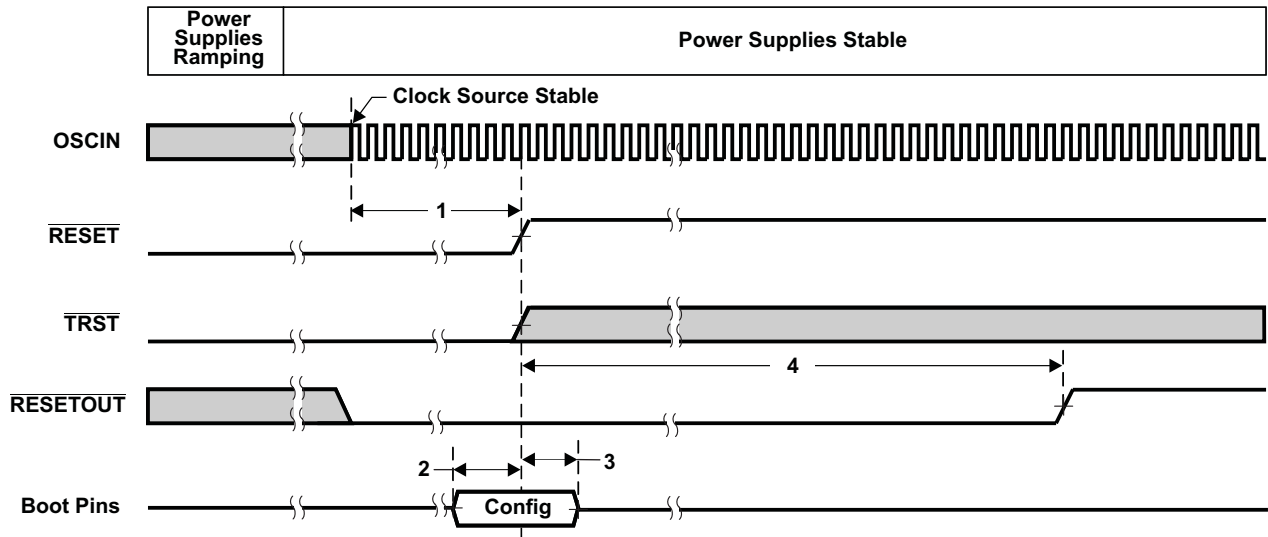 Power
Supplies
Ramping
Power Supplies Stable
Clock Source Stable
OSCIN
1
RESET
TRST
4
RESETOUT
2
3
Boot Pins
Config